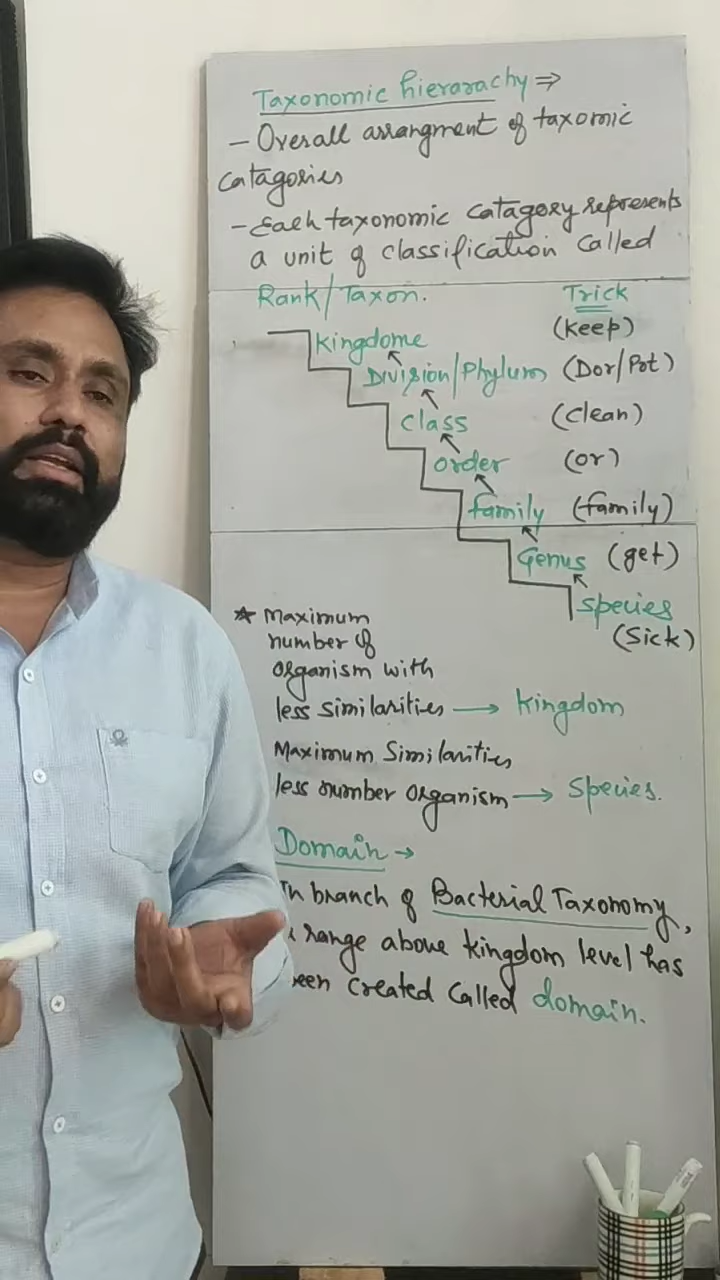 Taxonomic hierarachy ⇒
- Overall arrangment of taxomic
catagories
- Each taxonomic catagory represents
a unit of classification called
Rank/Taxon. Trick
Kingdome (Keep)
Division/Phylum (Dor/Pot)
Class (Clean)
order (or)
family (family)
Genus (get)
Species
(Sick)
* Maximum
number of
organism with
less similarities → Kingdom
Maximum Similarities
less number organism → Species.
Domain →
In branch of Bacterial Taxonomy,
range above kingdom level has
been created called domain.